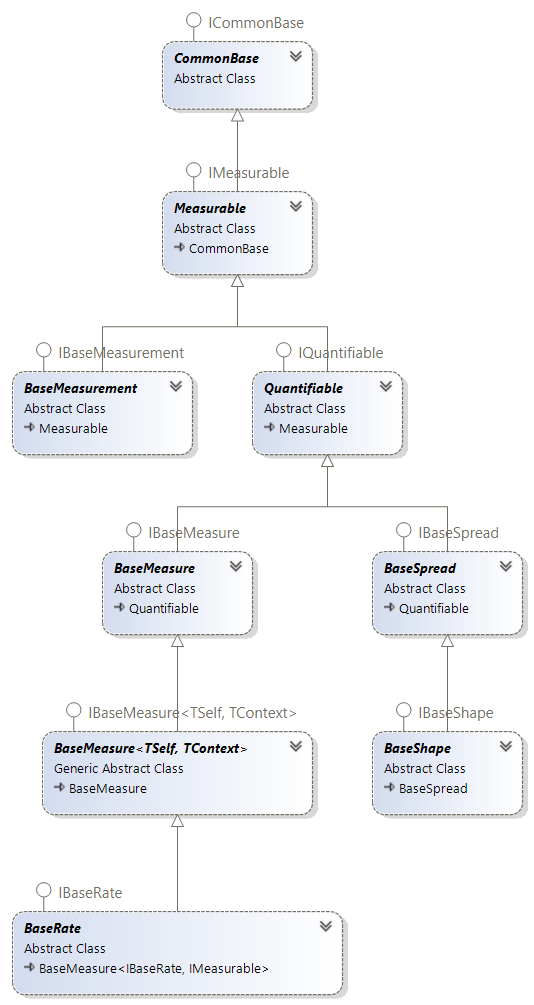 ICommonBase
CommonBase
Abstract Class
IMeasurable
Measurable
Abstract Class
CommonBase
IBaseMeasurement
IQuantifiable
BaseMeasurement
Abstract Class
Measurable
Quantifiable
Abstract Class
Measurable
IBaseMeasure
IBaseSpread
BaseMeasure
Abstract Class
Quantifiable
BaseSpread
Abstract Class
Quantifiable
IBaseMeasure<TSelf, TContext>
IBaseShape
BaseMeasure<TSelf, TContext>
Generic Abstract Class
BaseMeasure
BaseShape
Abstract Class
BaseSpread
IBaseRate
BaseRate
Abstract Class
BaseMeasure<IBaseRate, IMeasurable>